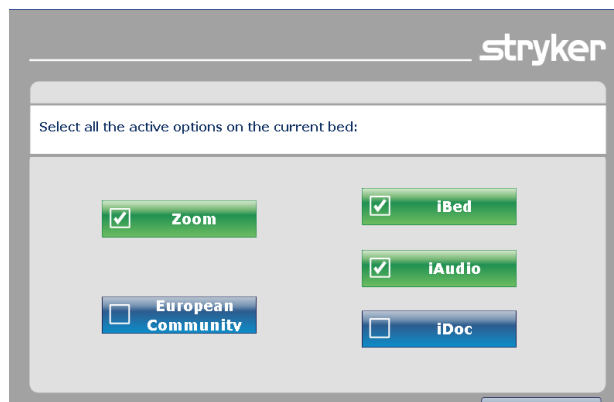 stryker
Select all the active options on the current bed:
Zoom
iBed
iAudio
European
Community
iDoc